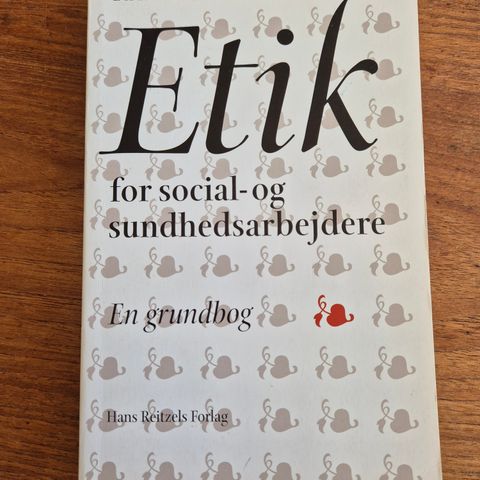 Etik
for social- og
sundhedsarbejdere
En grundbog
Hans Reitzels Forlag